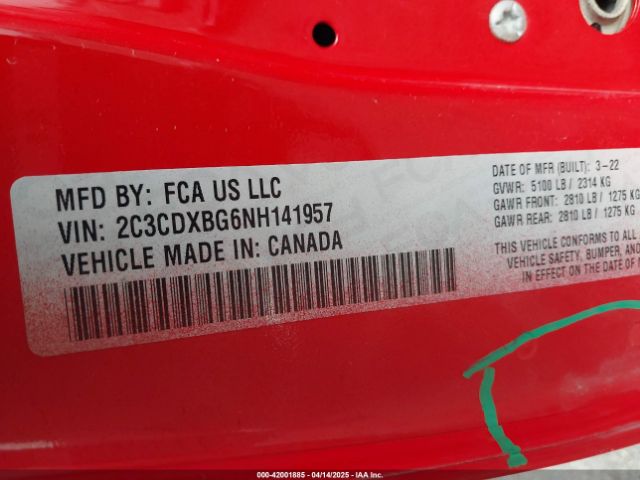 MFD BY: FCA US LLC
VIN: 2C3CDXBG6NH141957
VEHICLE MADE IN: CANADA
DATE OF MFR (BUILT): 3-22
GVWR: 5100 LB / 2314 KG
GAWR FRONT: 2810 LB / 1275 KG
GAWR REAR: 2810 LB / 1275 KG
THIS VEHICLE CONFORMS TO ALL
VEHICLE SAFETY, BUMPER, AND
IN EFFECT ON THE DATE OF M
000-42001885 - 04/14/2025 - IAA Inc.